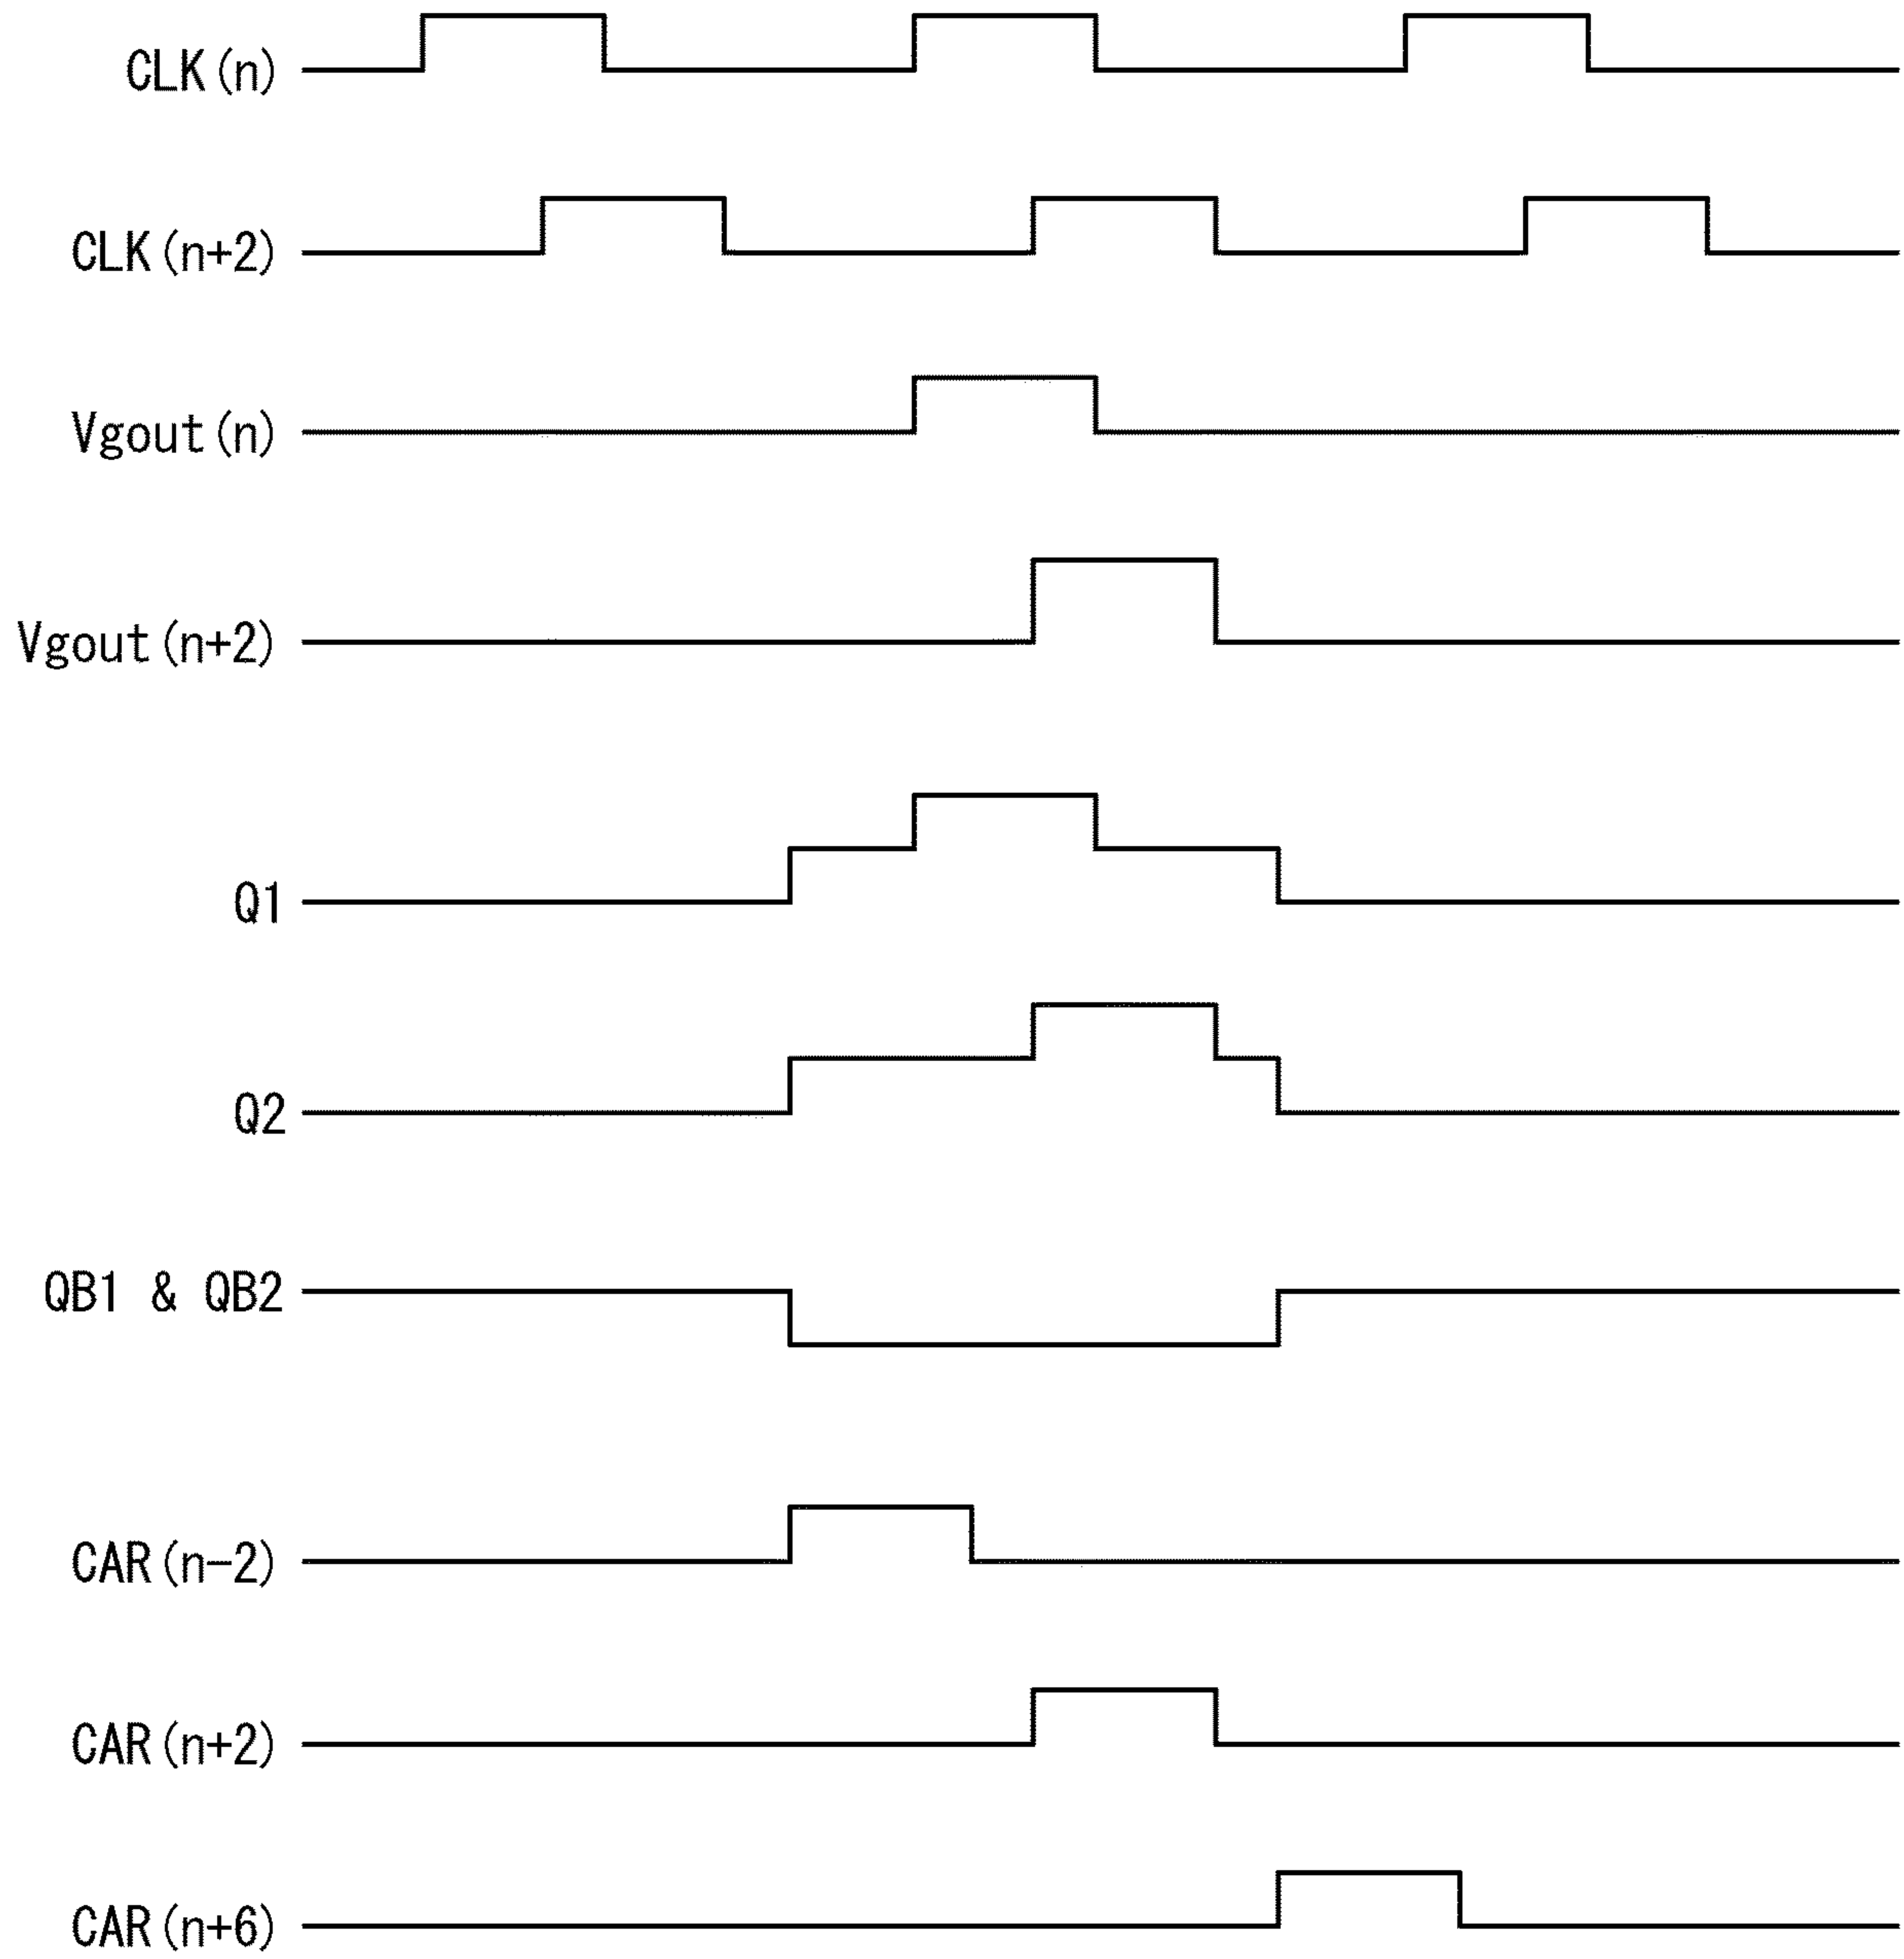 CLK(n)
CLK(n+2)
Vgout(n)
Vgout(n+2)
Q1
Q2
QB1 & QB2
CAR(n-2)
CAR(n+2)
CAR(n+6)